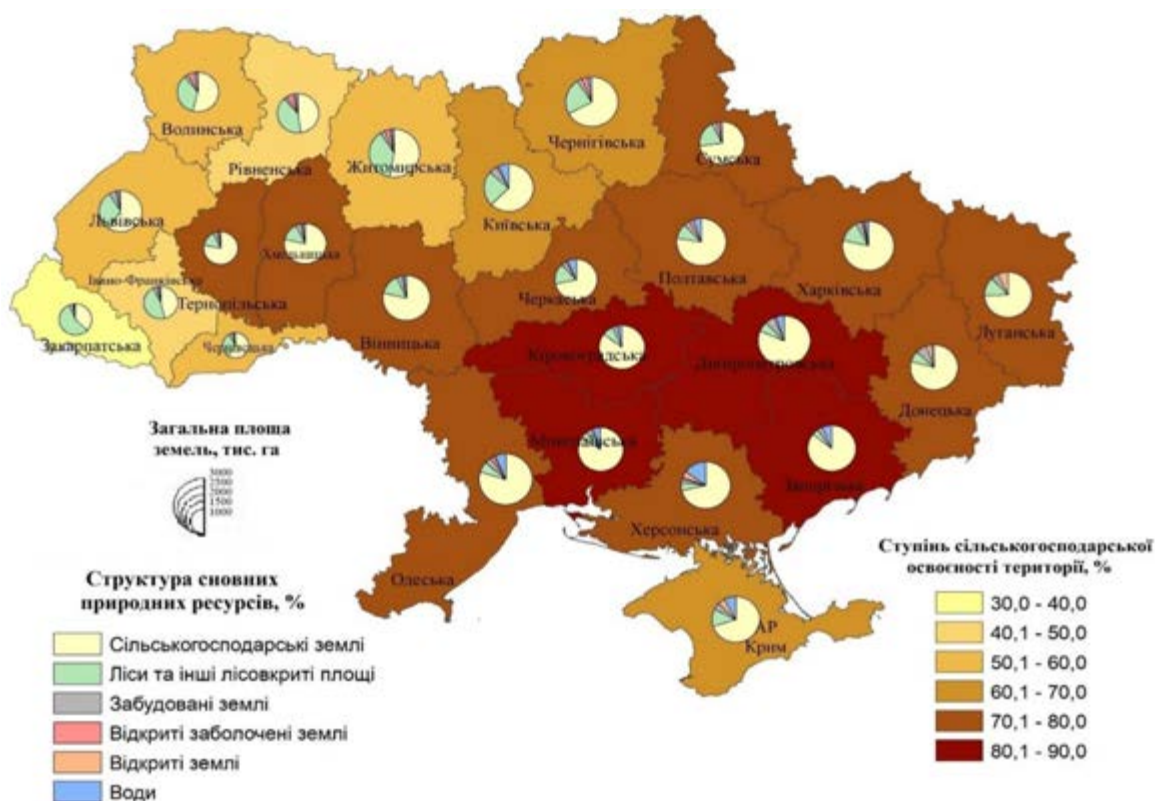 Волинська
Рівненська
Житомирська
Чернігівська
Сумська
Київська
Львівська
Хмельницька
Івано-Франківська
Тернопільська
Закарпатська
Чернівецька
Вінницька
Черкаська
Полтавська
Харківська
Луганська
Кіровоградська
Дніпропетровська
Донецька
Миколаївська
Запорізька
Херсонська
Одеська
АР
Крим
Загальна площа
земель, тис. га
3000
2500
2000
1500
1000
Структура сновних
природних ресурсів, %
Сільськогосподарські землі
Ліси та інші лісовкриті площі
Забудовані землі
Відкриті заболочені землі
Відкриті землі
Води
Ступінь сільськогосподарської
освоєності території, %
30,0 - 40,0
40,1 - 50,0
50,1 - 60,0
60,1 - 70,0
70,1 - 80,0
80,1 - 90,0